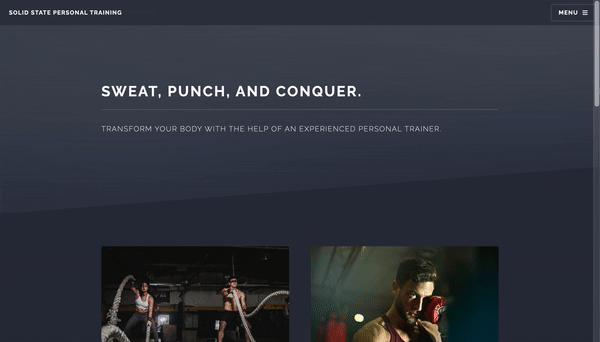 SOLID STATE PERSONAL TRAINING
MENU
SWEAT, PUNCH, AND CONQUER.
TRANSFORM YOUR BODY WITH THE HELP OF AN EXPERIENCED PERSONAL TRAINER.